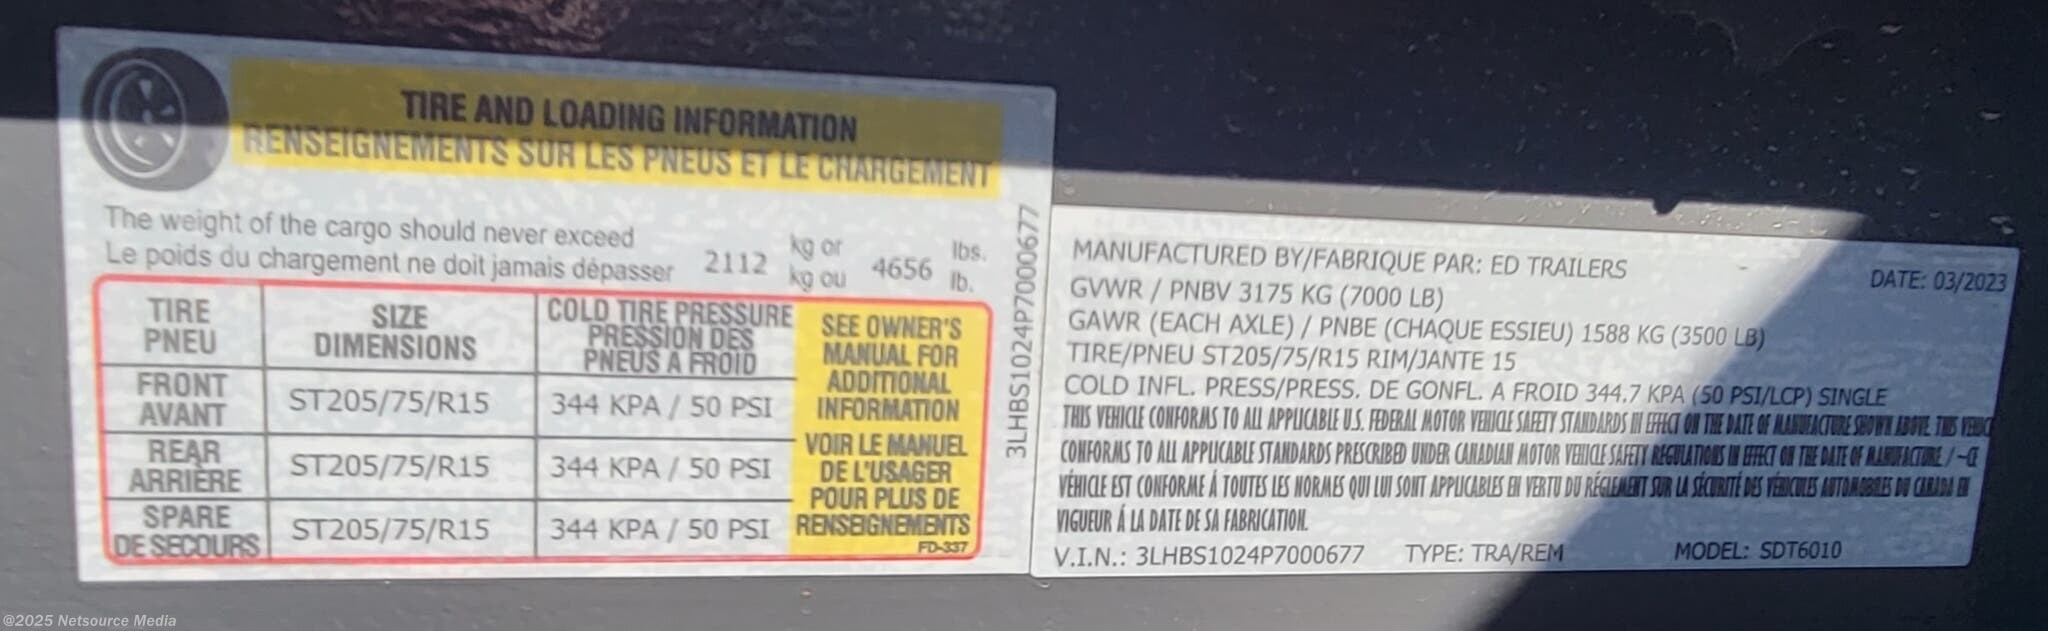 TIRE AND LOADING INFORMATION
RENSEIGNEMENTS SUR LES PNEUS ET LE CHARGEMENT
The weight of the cargo should never exceed
Le poids du chargement ne doit jamais dépasser
2112
kg or
kg ou
4656
lbs.
lb.
TIRE
PNEU
SIZE
DIMENSIONS
COLD TIRE PRESSURE
PRESSION DES
PNEUS A FROID
FRONT
AVANT
ST205/75/R15
344 KPA / 50 PSI
REAR
ARRIÈRE
ST205/75/R15
344 KPA / 50 PSI
SPARE
DE SECOURS
ST205/75/R15
344 KPA / 50 PSI
SEE OWNER'S
MANUAL FOR
ADDITIONAL
INFORMATION
VOIR LE MANUEL
DE L'USAGER
POUR PLUS DE
RENSEIGNEMENTS
FD-337
3LHBS1024P7000677
MANUFACTURED BY/FABRIQUE PAR: ED TRAILERS
DATE: 03/2023
GVWR / PNBV 3175 KG (7000 LB)
GAWR (EACH AXLE) / PNBE (CHAQUE ESSIEU) 1588 KG (3500 LB)
TIRE/PNEU ST205/75/R15 RIM/JANTE 15
COLD INFL. PRESS/PRESS. DE GONFL. A FROID 344.7 KPA (50 PSI/LCP) SINGLE
THIS VEHICLE CONFORMS TO ALL APPLICABLE U.S. FEDERAL MOTOR VEHICLE SAFETY STANDARDS IN EFFECT ON THE DATE OF MANUFACTURE SHOWN ABOVE. THIS VEHICLE
CONFORMS TO ALL APPLICABLE STANDARDS PRESCRIBED UNDER CANADIAN MOTOR VEHICLE SAFETY REGULATIONS IN EFFECT ON THE DATE OF MANUFACTURE. / ~CE
VÉHICLE EST CONFORME Á TOUTES LES NORMES QUI LUI SONT APPLICABLES EN VERTU DU RÉGLEMENT SUR LA SÉCURITÉ DES VÉHICULES AUTOMOBILES DU CANADA EN
VIGUEUR Á LA DATE DE SA FABRICATION.
V.I.N.: 3LHBS1024P7000677 TYPE: TRA/REM MODEL: SDT6010
©2025 Netsource Media